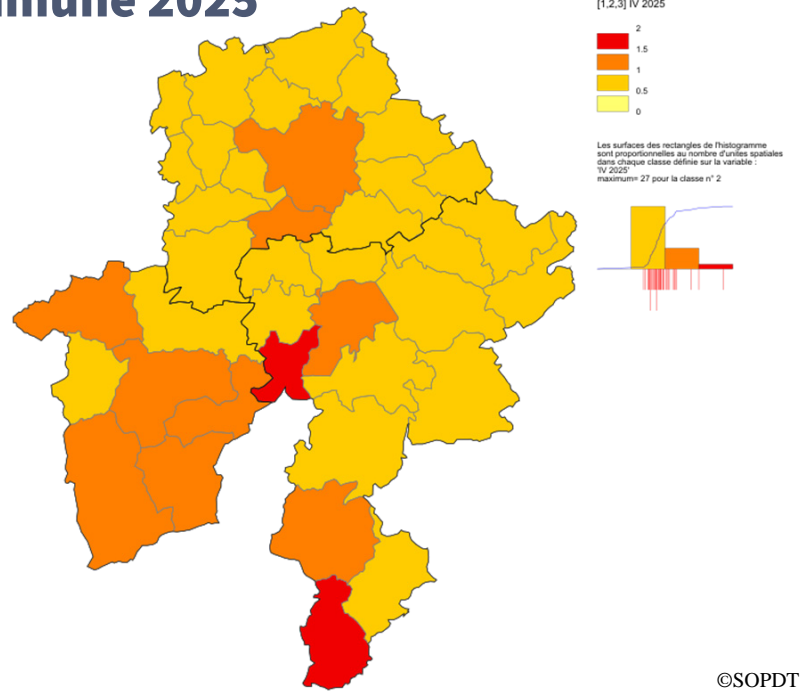 mmune 2025
[1,2,3] IV 2025
2
1.5
1
0.5
0
Les surfaces des rectangles de l'histogramme
sont proportionnelles au nombre d'unites spatiales
dans chaque classe définie sur la variable :
'IV 2025'
maximum= 27 pour la classe n° 2
©SOPDT